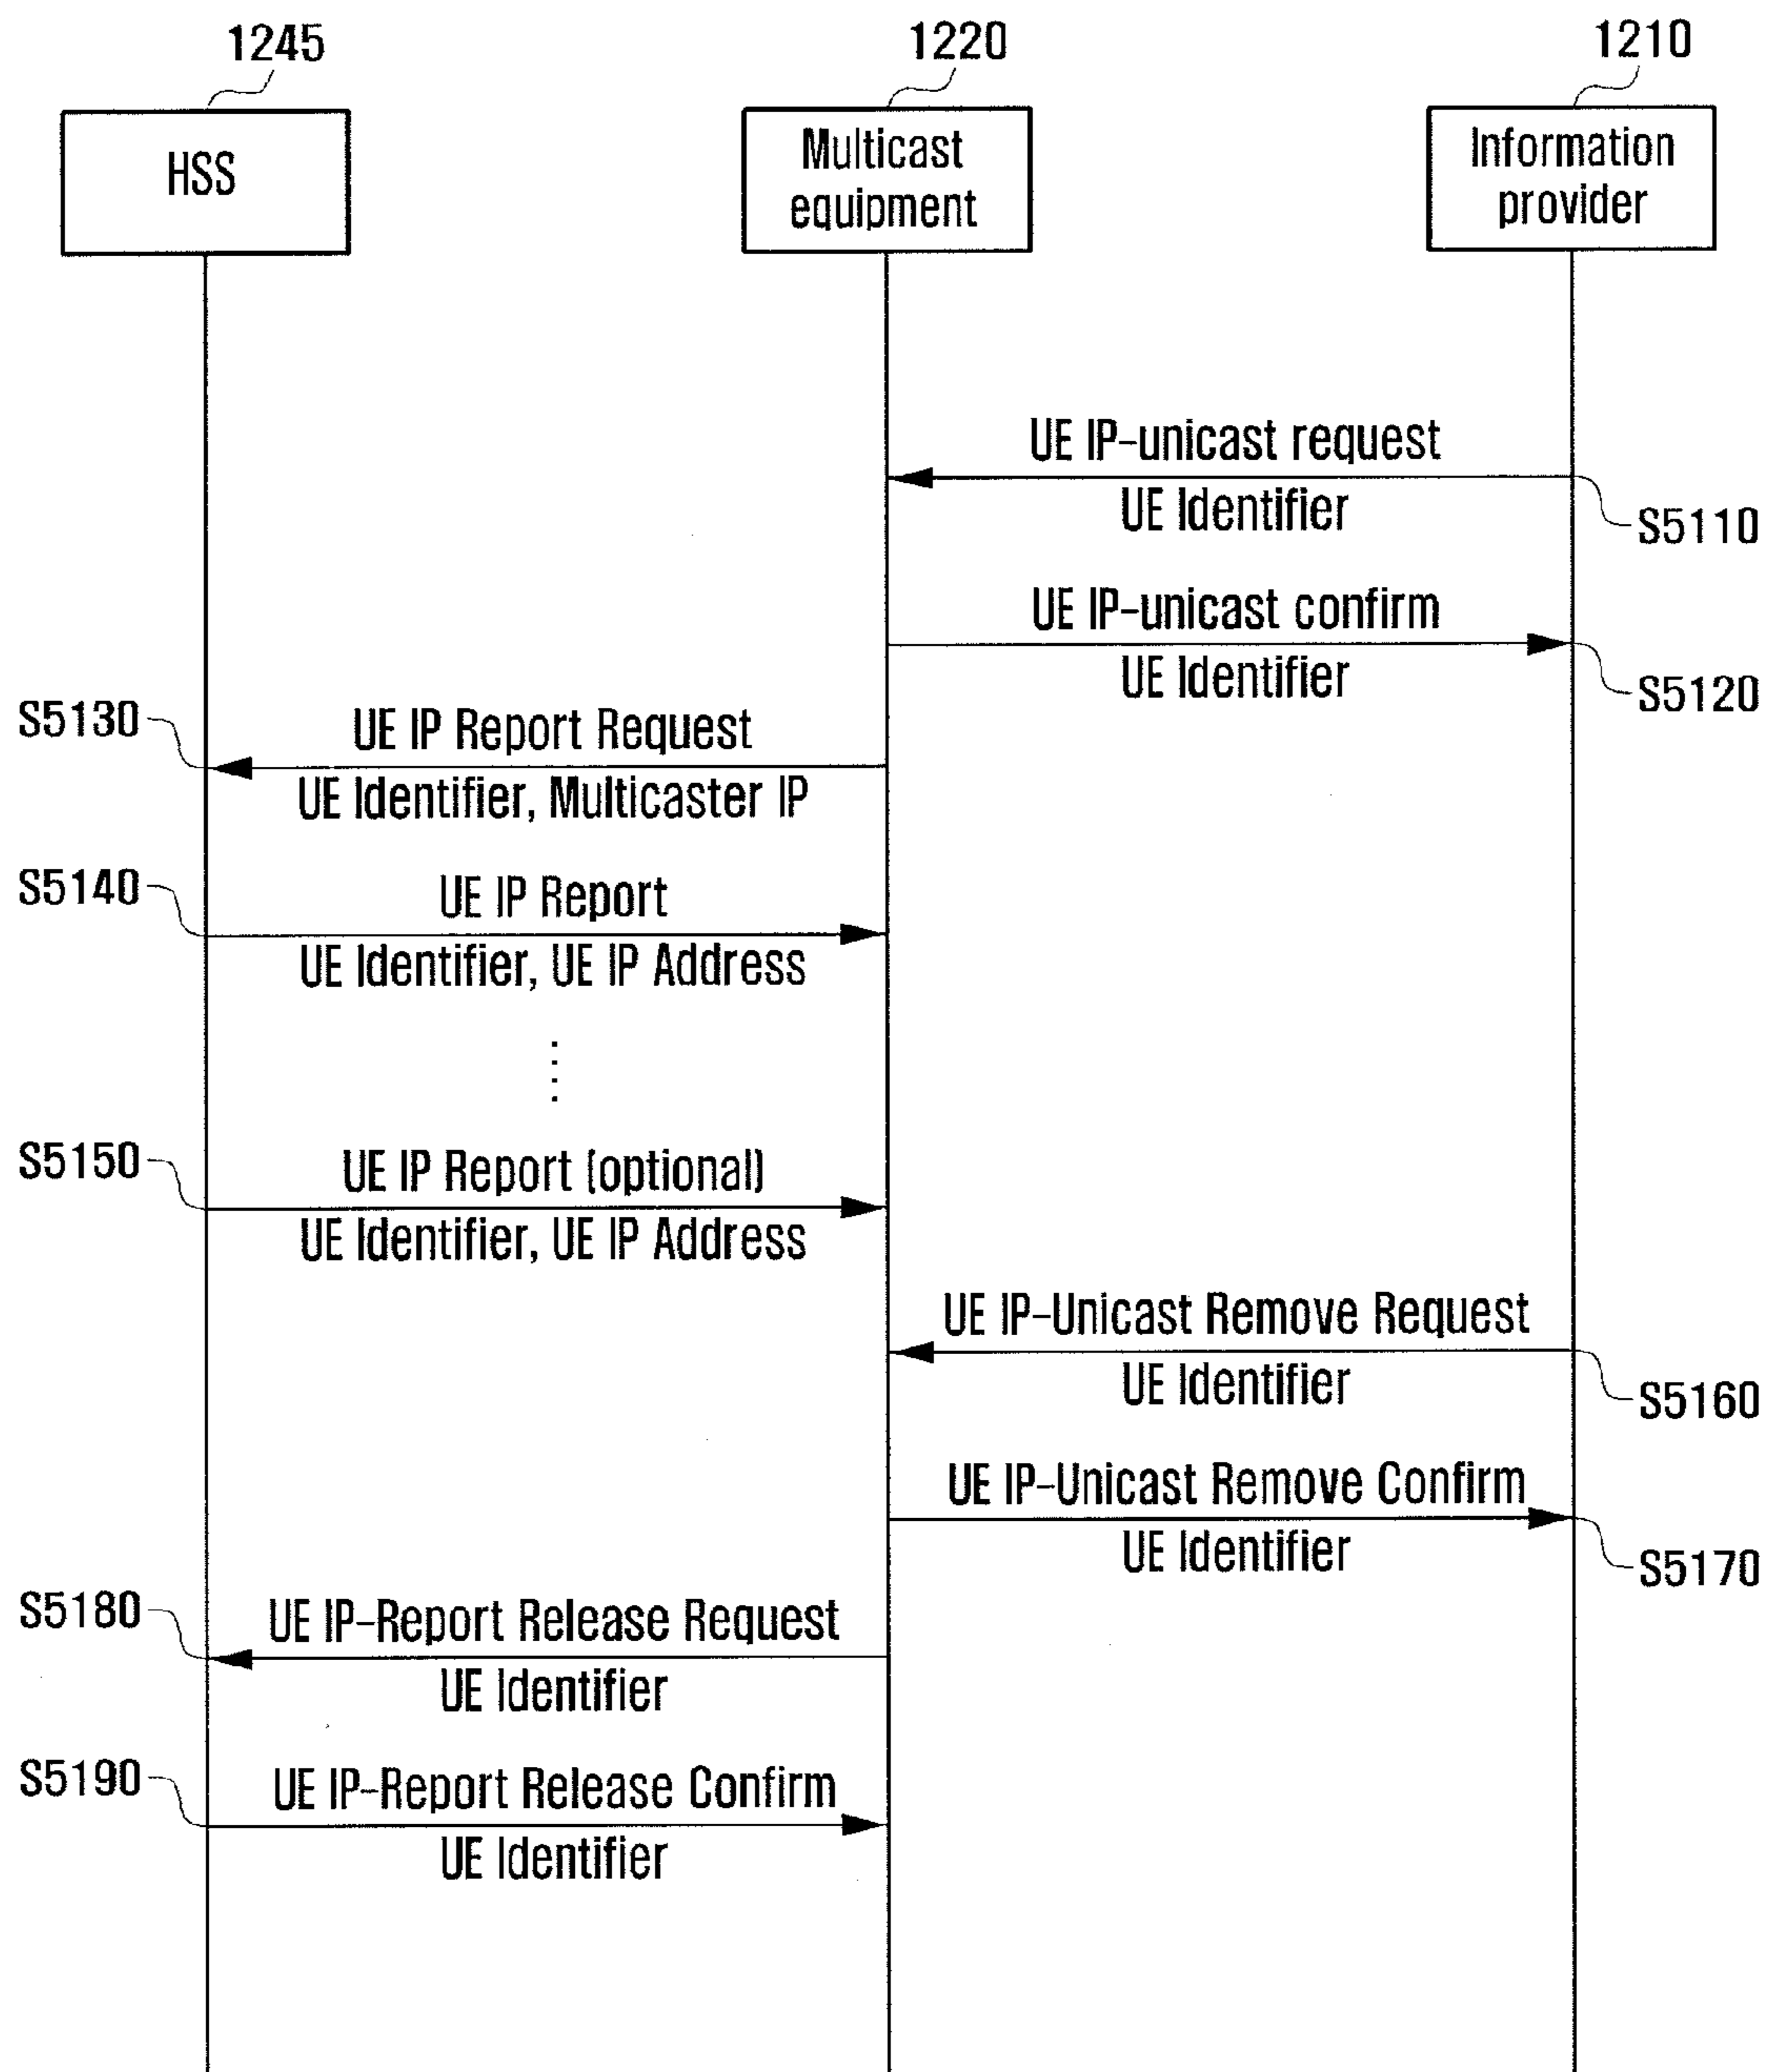 1245
1220
1210
HSS
Multicast
equipment
Information
provider
UE IP-unicast request
UE Identifier
S5110
UE IP-unicast confirm
UE Identifier
S5120
S5130
UE IP Report Request
UE Identifier, Multicaster IP
S5140
UE IP Report
UE Identifier, UE IP Address
S5150
UE IP Report (optional)
UE Identifier, UE IP Address
UE IP-Unicast Remove Request
UE Identifier
S5160
UE IP-Unicast Remove Confirm
UE Identifier
S5170
S5180
UE IP-Report Release Request
UE Identifier
S5190
UE IP-Report Release Confirm
UE Identifier